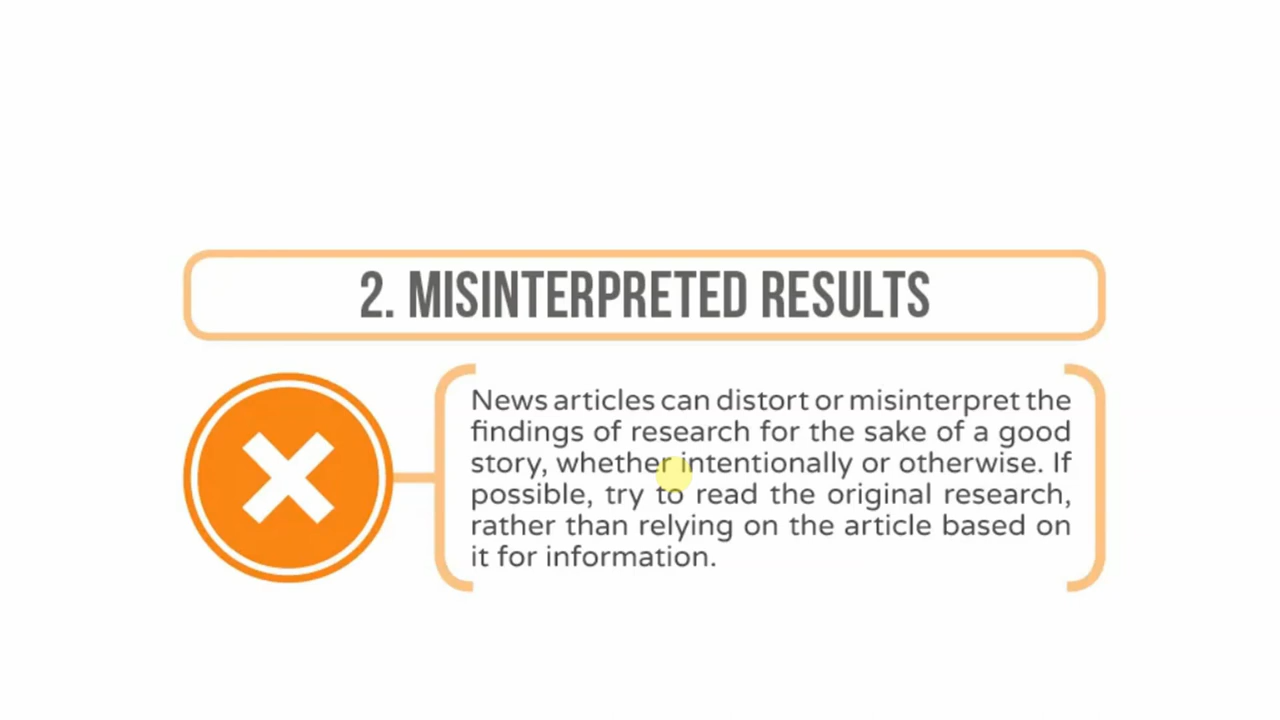 2. MISINTERPRETED RESULTS
News articles can distort or misinterpret the
findings of research for the sake of a good
story, whether intentionally or otherwise. If
possible, try to read the original research,
rather than relying on the article based on
it for information.